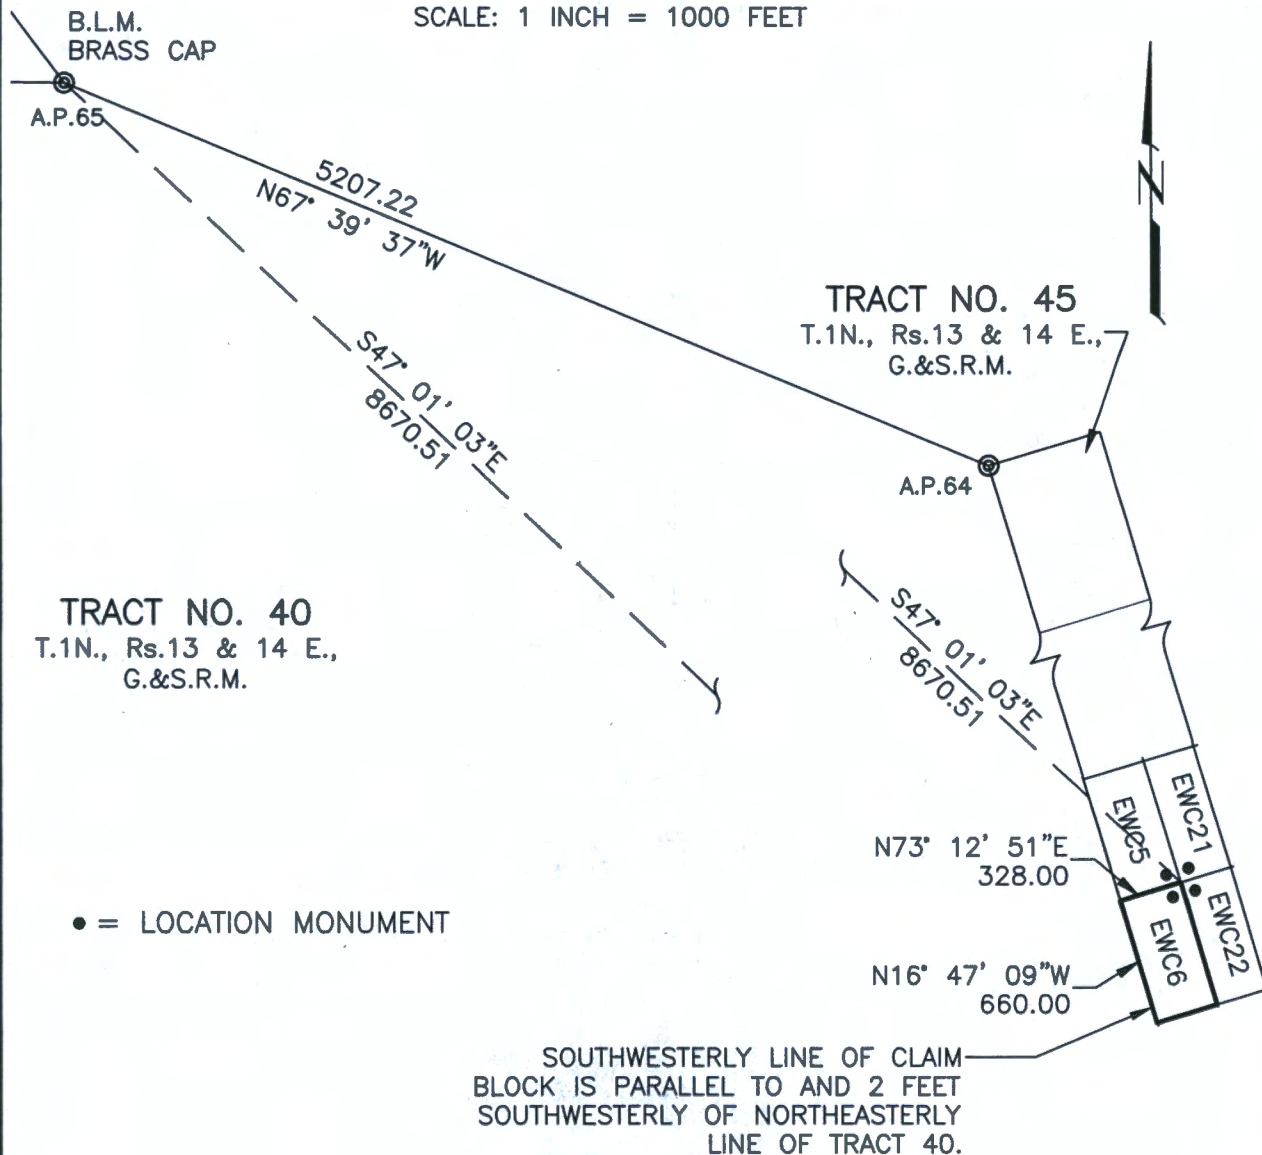 SCALE: 1 INCH = 1000 FEET
B.L.M.
BRASS CAP
A.P.65
5207.22
N67° 39' 37"W
N
TRACT NO. 45
T.1N., Rs.13 & 14 E.,
G.&S.R.M.
S47° 01' 03"E
8670.51
A.P.64
TRACT NO. 40
T.1N., Rs.13 & 14 E.,
G.&S.R.M.
S47° 01' 03"E
8670.51
EWC5
EWC21
N73° 12' 51"E
328.00
● = LOCATION MONUMENT
EWC6
EWC22
N16° 47' 09"W
660.00
SOUTHWESTERLY LINE OF CLAIM
BLOCK IS PARALLEL TO AND 2 FEET
SOUTHWESTERLY OF NORTHEASTERLY
LINE OF TRACT 40.